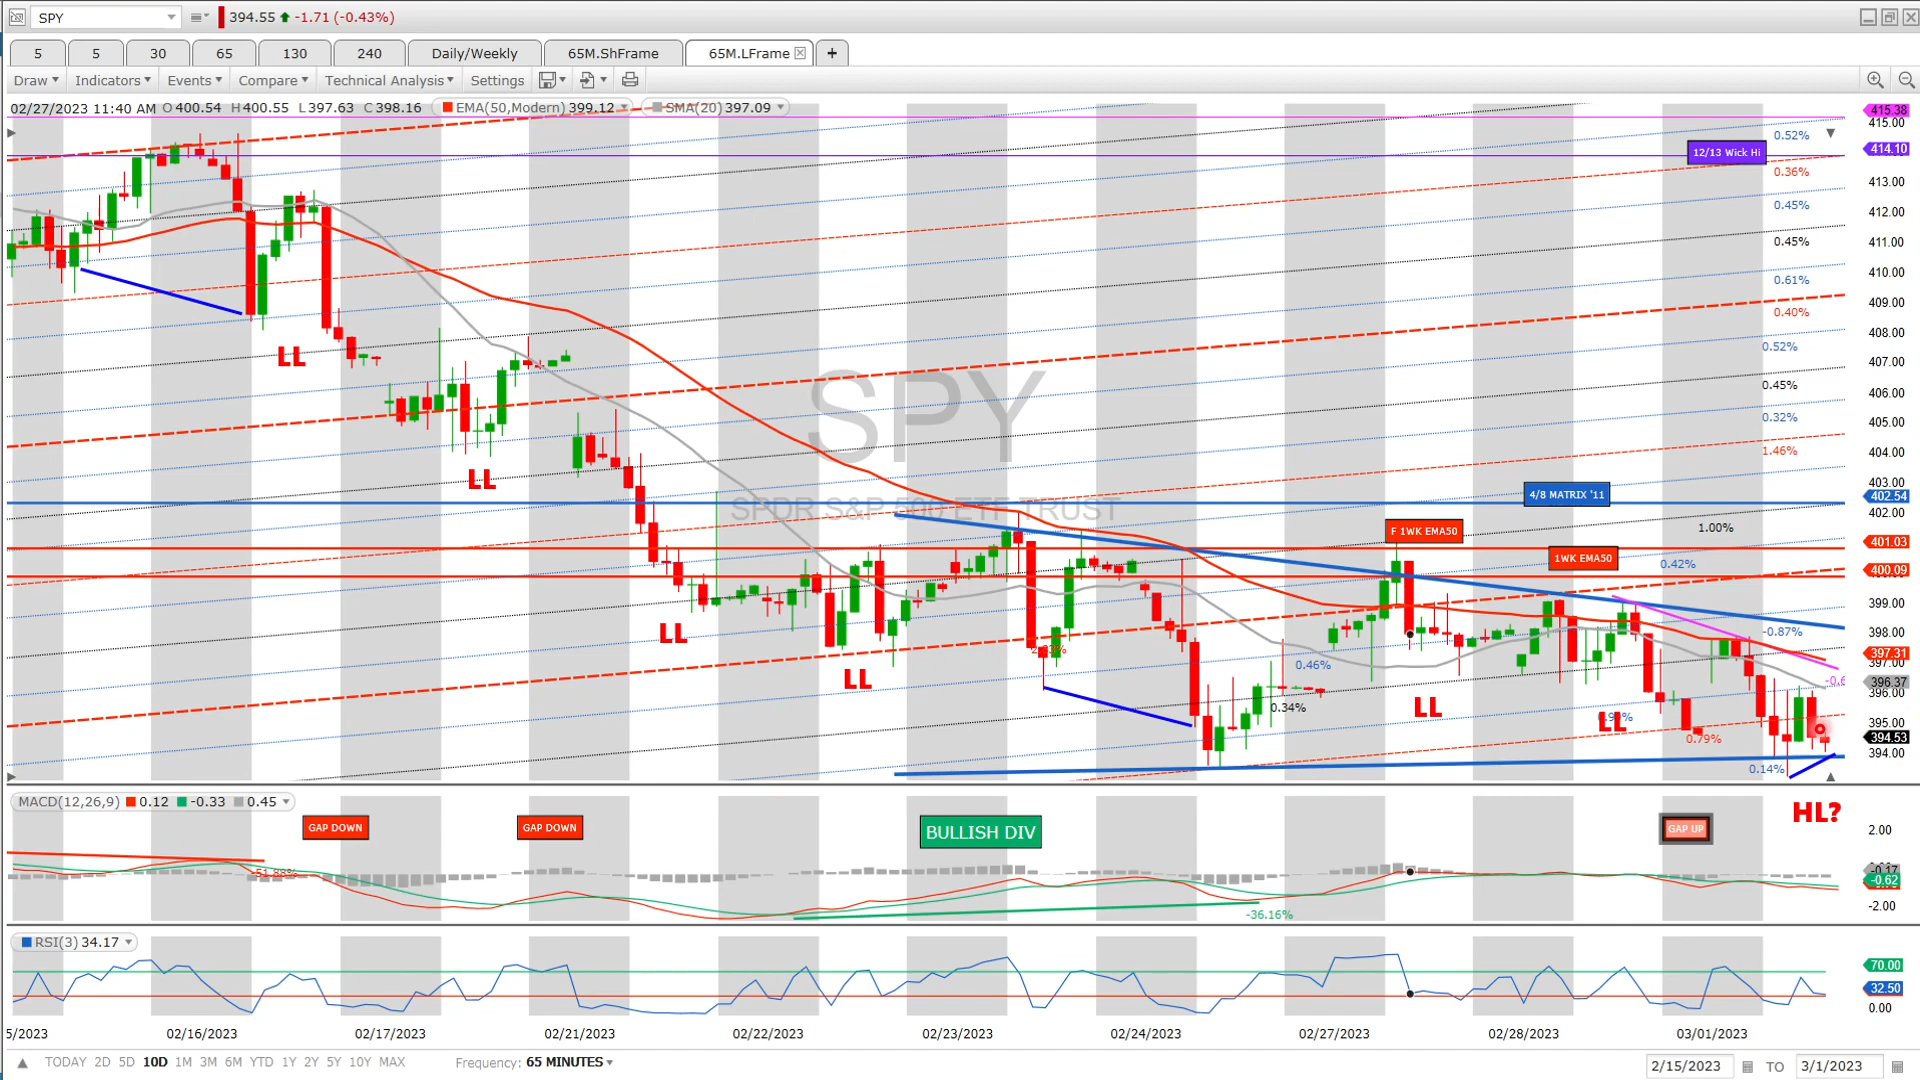 SPY
394.55 -1.71 (-0.43%)
5 5 30 65 130 240 Daily/Weekly 65M.ShFrame 65M.LFrame +
Draw Indicators Events Compare Technical Analysis Settings
02/27/2023 11:40 AM O 400.54 H 400.55 L 397.63 C 398.16 EMA(50,Modern) 399.12 SMA(20) 397.09
415.38
415.00
0.52%
12/13 Wick Hi
414.10
0.36%
413.00
0.45%
412.00
0.45%
411.00
410.00
0.61%
409.00
0.40%
408.00
0.52%
LL
407.00
0.45%
406.00
0.32%
405.00
SPY
1.46%
404.00
LL
403.00
4/8 MATRIX '11
402.54
SPDR S&P 500 ETF TRUST
402.00
1.00%
F 1WK EMA50
401.03
1WK EMA50
0.42%
400.09
399.00
LL
-0.87%
398.00
397.31
397.00
0.46%
LL
396.37
396.00
0.34%
LL
LL
395.00
0.79%
394.53
394.00
0.14%
MACD(12,26,9) 0.12 -0.33 0.45
HL?
GAP DOWN
GAP DOWN
BULLISH DIV
GAP UP
2.00
-51.88%
-0.17
-0.62
-2.00
-36.16%
RSI(3) 34.17
70.00
32.50
0.00
5/2023 02/16/2023 02/17/2023 02/21/2023 02/22/2023 02/23/2023 02/24/2023 02/27/2023 02/28/2023 03/01/2023
TODAY 2D 5D 10D 1M 3M 6M YTD 1Y 2Y 5Y 10Y MAX Frequency: 65 MINUTES 2/15/2023 TO 3/1/2023